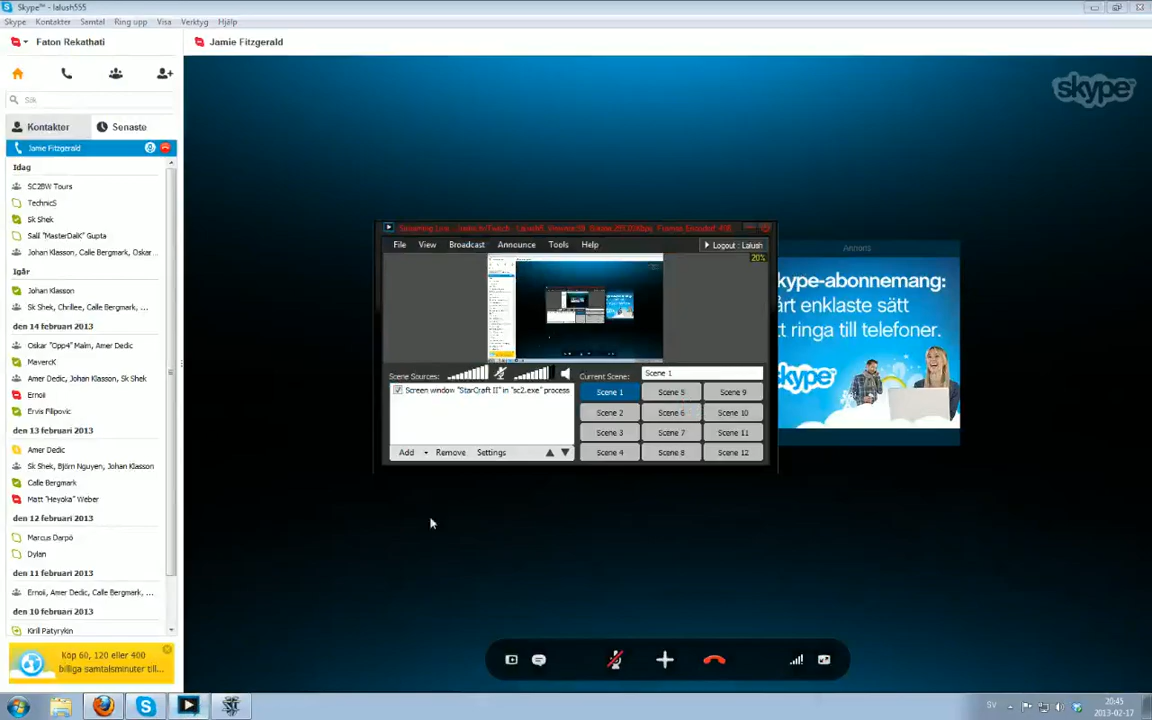 Skype™ - lalush555
Skype Kontakter Samtal Ring upp Visa Verktyg Hjälp
Faton Rekathati
Jamie Fitzgerald
skype
Sök
Kontakter Senaste
Jamie Fitzgerald
Idag
SC2BW Tours
TechnicS
Sk Shek
Salil "MasterDalK" Gupta
Johan Klasson, Calle Bergmark, Oskar ...
Igår
Johan Klasson
Sk Shek, Chrillee, Calle Bergmark, ...
den 14 februari 2013
Oskar "Opp4" Malm, Amer Dedic
MavercK
Amer Dedic, Johan Klasson, Sk Shek
Ernoii
Ervis Filipovic
den 13 februari 2013
Amer Dedic
Sk Shek, Björn Nguyen, Johan Klasson
Calle Bergmark
Matt "Heyoka" Weber
den 12 februari 2013
Marcus Darpö
Dylan
den 11 februari 2013
Ernoii, Amer Dedic, Calle Bergmark, ...
den 10 februari 2013
Kirill Patyrykin
Köp 60, 120 eller 400
billiga samtalsminuter till...
File View Broadcast Announce Tools Help
Logout : Lalush
20%
Scene Sources:
Current Scene: Scene 1
Screen window "StarCraft II" in "sc2.exe" process
Scene 1 Scene 5 Scene 9
Scene 2 Scene 6 Scene 10
Scene 3 Scene 7 Scene 11
Scene 4 Scene 8 Scene 12
Add Remove Settings
Annons
kype-abonnemang:
årt enklaste sätt
tt ringa till telefoner.
kype
SV
20:45
2013-02-17